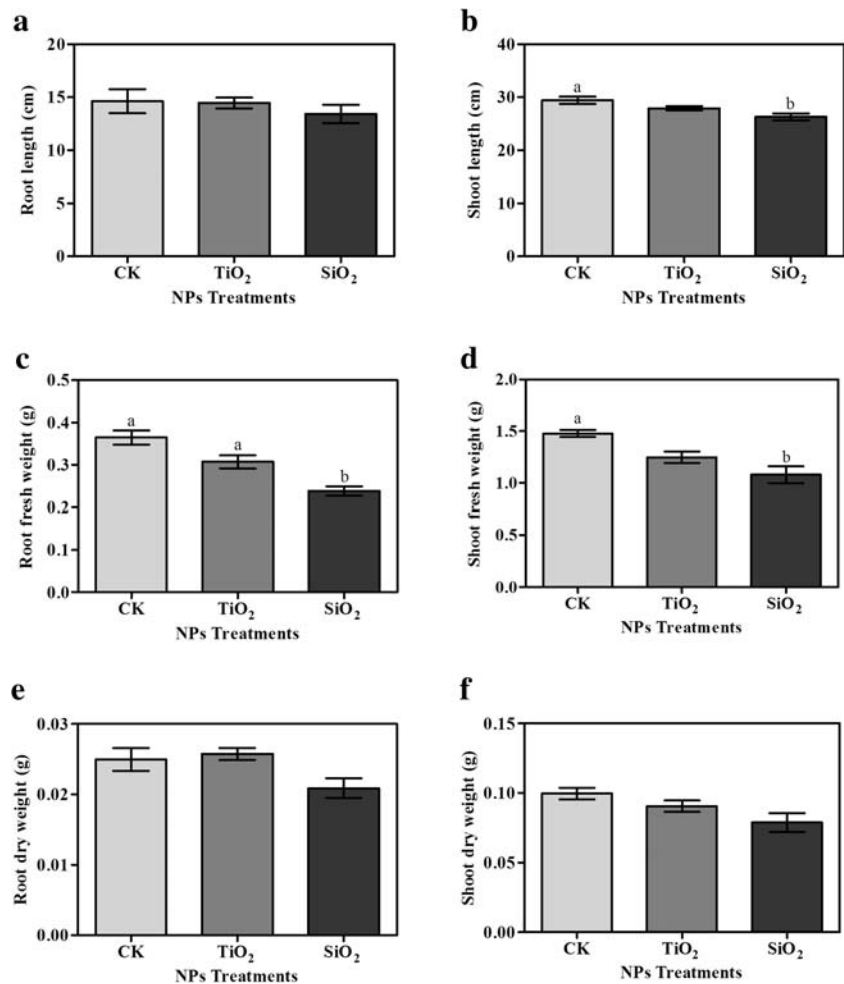 a
Root length (cm)
20
15
10
5
0
CK TiO₂ SiO₂
NPs Treatments
b
Shoot length (cm)
40
30
20
10
0
a
b
CK TiO₂ SiO₂
NPs Treatments
c
Root fresh weight (g)
0.5
0.4
0.3
0.2
0.1
0.0
a
a
b
CK TiO₂ SiO₂
NPs Treatments
d
Shoot fresh weight (g)
2.0
1.5
1.0
0.5
0.0
a
b
CK TiO₂ SiO₂
NPs Treatments
e
Root dry weight (g)
0.03
0.02
0.01
0.00
CK TiO₂ SiO₂
NPs Treatments
f
Shoot dry weight (g)
0.15
0.10
0.05
0.00
CK TiO₂ SiO₂
NPs Treatments